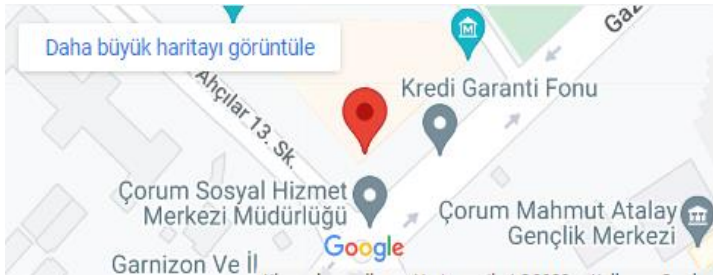 Daha büyük haritayı görüntüle
Gaz
Ahçılar 13. Sk.
Kredi Garanti Fonu
Çorum Sosyal Hizmet
Merkezi Müdürlüğü
Çorum Mahmut Atalay
Gençlik Merkezi
Google
Garnizon Ve İl